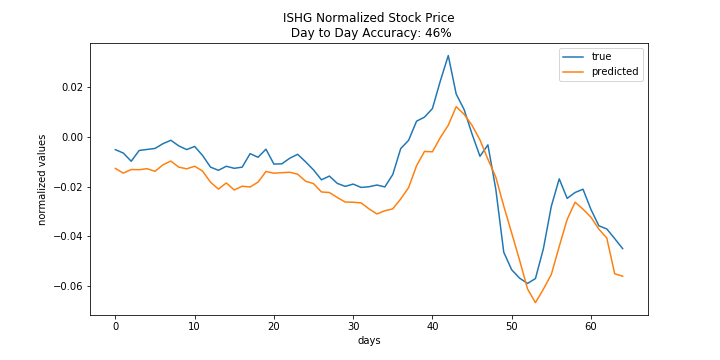 ISHG Normalized Stock Price
Day to Day Accuracy: 46%
true
predicted
0.02
0.00
−0.02
−0.04
−0.06
normalized values
0 10 20 30 40 50 60
days